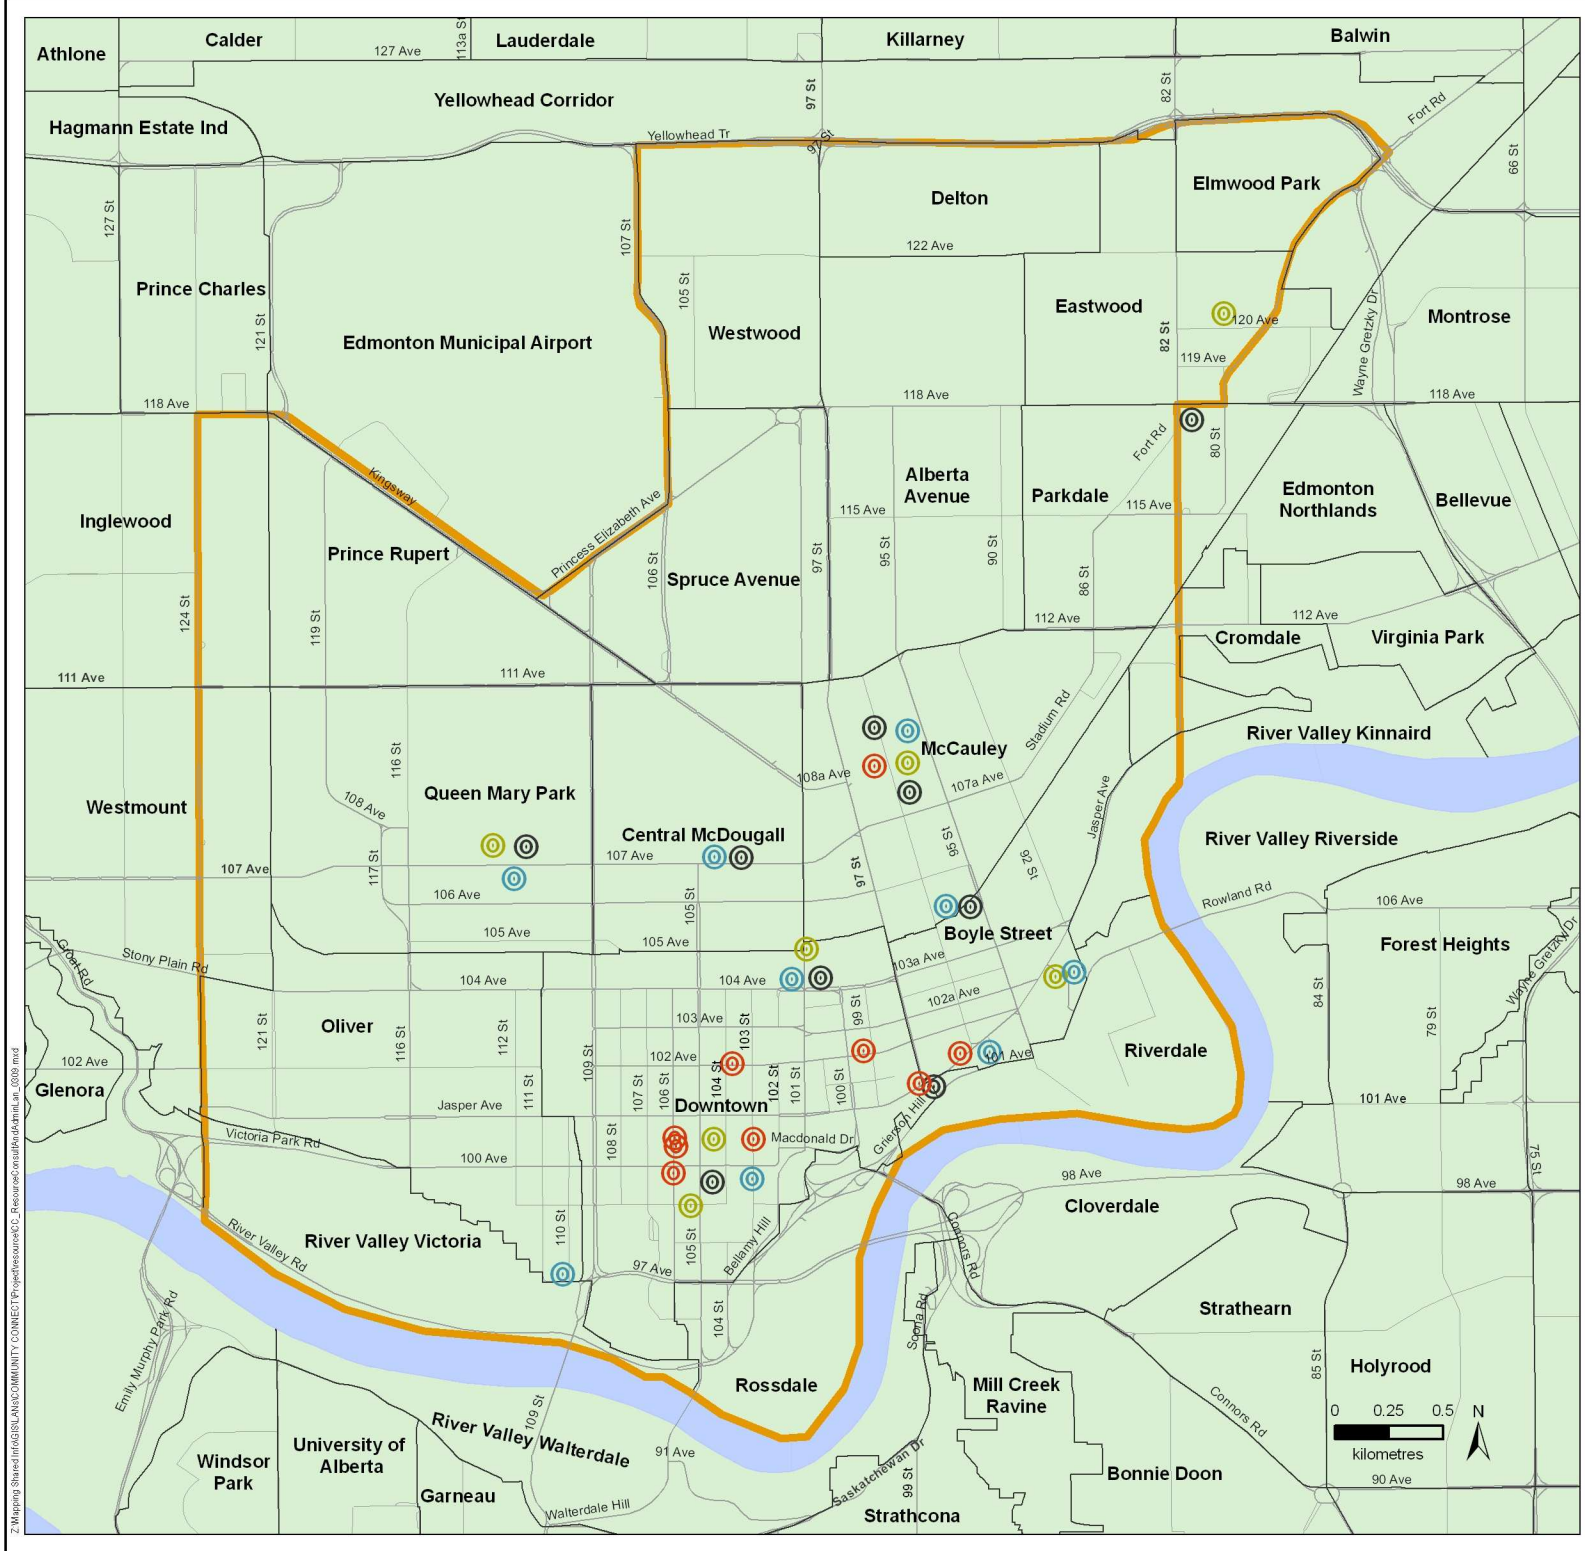 Athlone
Calder
127 Ave
113a St
Lauderdale
Killarney
Balwin
Yellowhead Corridor
97 St
82 St
Fort Rd
Hagmann Estate Ind
Yellowhead Tr
97 St
66 St
127 St
107 St
Delton
Elmwood Park
122 Ave
Prince Charles
121 St
Edmonton Municipal Airport
105 St
Westwood
Eastwood
82 St
120 Ave
119 Ave
Wayne Gretzky Dr
Montrose
118 Ave
118 Ave
118 Ave
Kingsway
Fort Rd
80 St
Inglewood
Alberta
Avenue
Parkdale
115 Ave
115 Ave
Edmonton
Northlands
Bellevue
Prince Rupert
Princess Elizabeth Ave
106 St
Spruce Avenue
97 St
95 St
90 St
86 St
124 St
119 St
112 Ave
112 Ave
Cromdale
Virginia Park
111 Ave
111 Ave
Stadium Rd
River Valley Kinnaird
McCauley
116 St
108a Ave
107a Ave
Westmount
Queen Mary Park
108 Ave
Central McDougall
Jasper Ave
River Valley Riverside
107 Ave
117 St
107 Ave
97 St
95 St
92 St
106 Ave
105 St
Rowland Rd
106 Ave
Boyle Street
Forest Heights
105 Ave
105 Ave
Groat Rd
Stony Plain Rd
103a Ave
104 Ave
104 Ave
102a Ave
84 St
79 St
Wayne Gretzky Dr
Oliver
121 St
116 St
112 St
103 Ave
103 St
99 St
102 Ave
109 St
102 Ave
101 Ave
Riverdale
Glenora
111 St
107 St
106 St
104 St
102 St
101 St
100 St
Jasper Ave
Downtown
101 Ave
Victoria Park Rd
108 St
Macdonald Dr
Grierson Hill
100 Ave
75 St
98 Ave
98 Ave
Cloverdale
River Valley Rd
River Valley Victoria
110 St
105 St
Bellamy Hill
Connors Rd
97 Ave
Emily Murphy Park Rd
104 St
Scona Rd
Strathearn
Rossdale
Mill Creek
Ravine
85 St
Holyrood
109 St
River Valley Walterdale
Connors Rd
0 0.25 0.5
kilometres
N
91 Ave
Windsor
Park
University of
Alberta
Garneau
Saskatchewan Dr
99 St
Bonnie Doon
90 Ave
Walterdale Hill
Strathcona